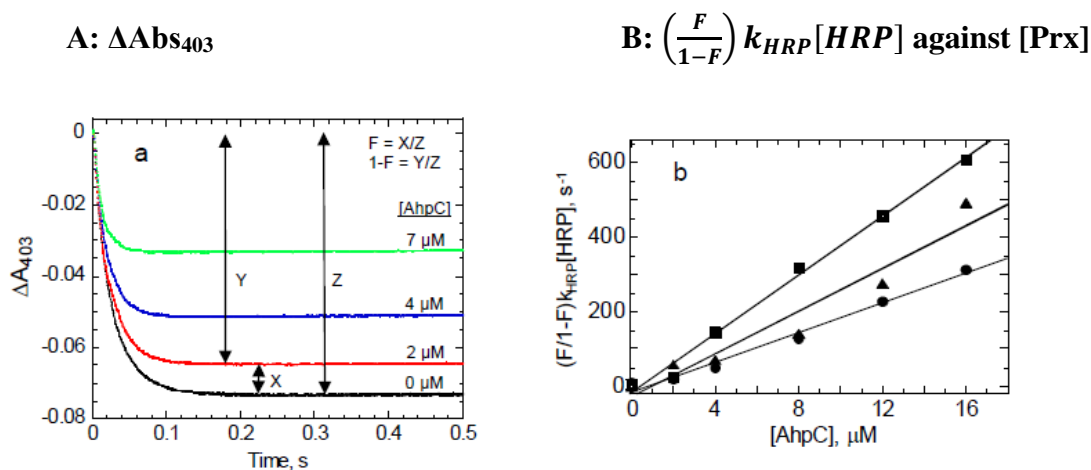 A: ΔAbs₄₀₃
B: (F/1−F) k_HRP[HRP] against [Prx]
a
F = X/Z
1-F = Y/Z
[AhpC]
7 µM
4 µM
2 µM
0 µM
Y
Z
X
0
-0.02
-0.04
-0.06
-0.08
ΔA₄₀₃
0
0.1
0.2
0.3
0.4
0.5
Time, s
b
600
400
200
0
(F/1-F)k_HRP[HRP], s⁻¹
0
4
8
12
16
[AhpC], µM